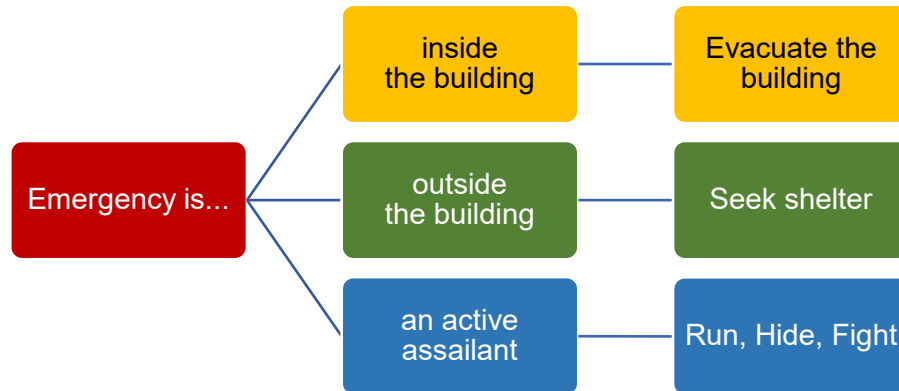 Emergency is...
inside
the building
Evacuate the
building
outside
the building
Seek shelter
an active
assailant
Run, Hide, Fight